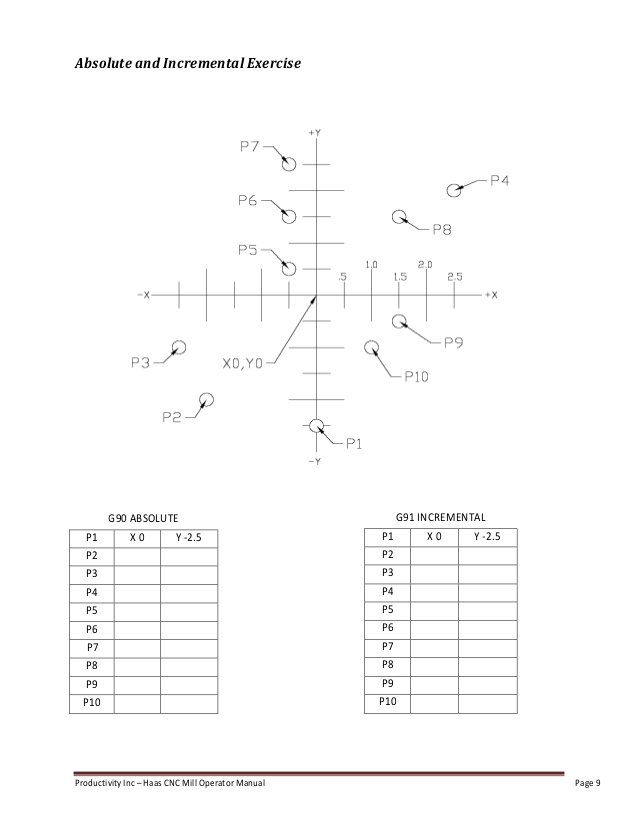 Absolute and Incremental Exercise
+Y
P7
P4
P6
P8
P5
1.0 2.0
.5 1.5 2.5
-X +X
P3 X0,Y0 P9
P10
P2
P1
-Y
G90 ABSOLUTE
P1 X 0 Y -2.5
P2
P3
P4
P5
P6
P7
P8
P9
P10
G91 INCREMENTAL
P1 X 0 Y -2.5
P2
P3
P4
P5
P6
P7
P8
P9
P10
Productivity Inc – Haas CNC Mill Operator Manual Page 9